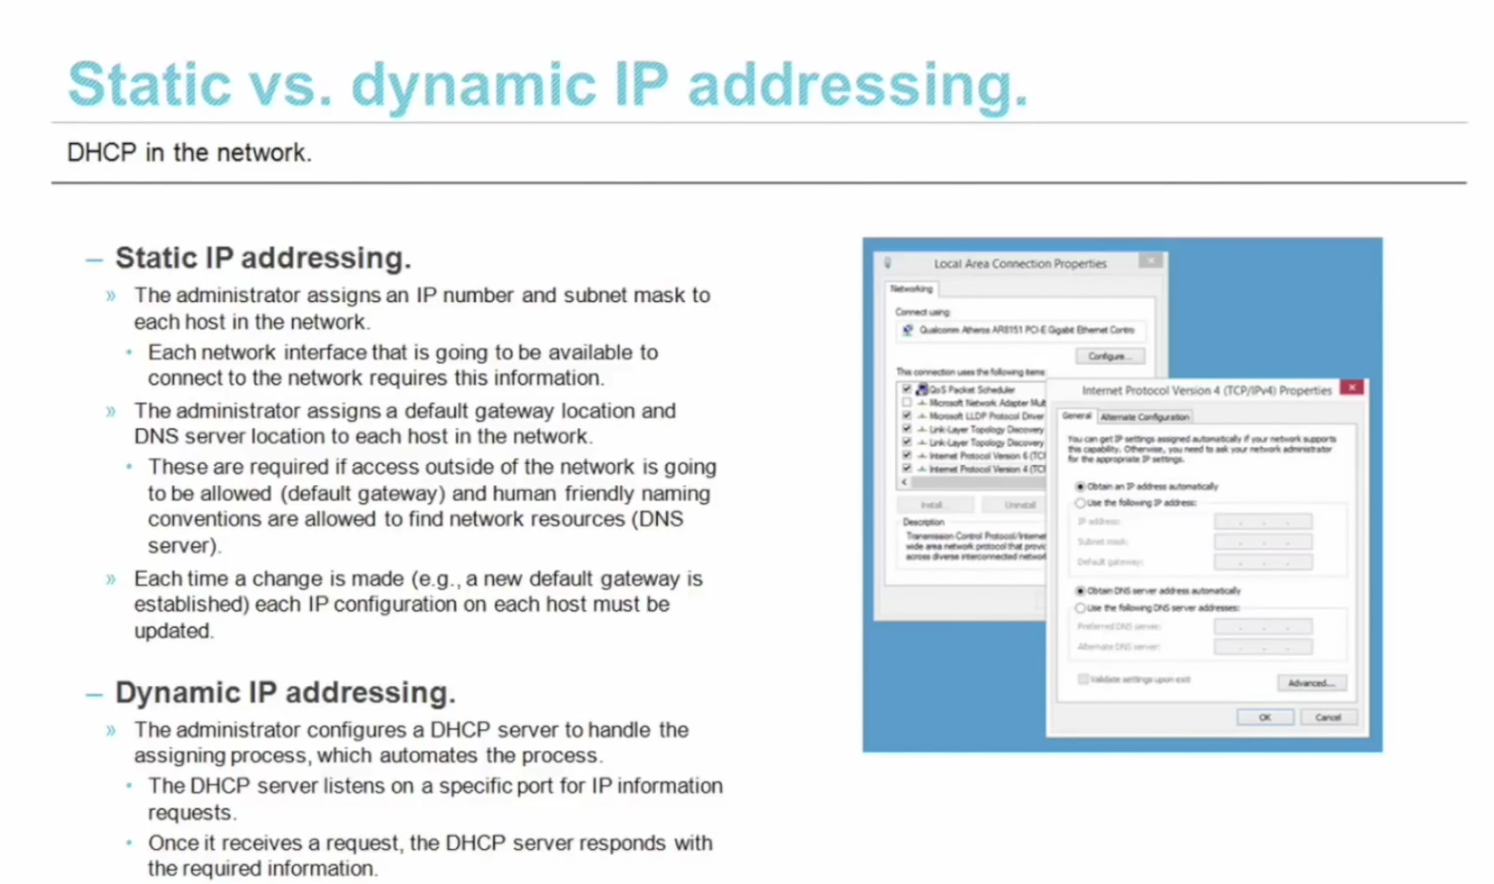 Static vs. dynamic IP addressing.
DHCP in the network.
– Static IP addressing.
» The administrator assigns an IP number and subnet mask to
each host in the network.
• Each network interface that is going to be available to
connect to the network requires this information.
» The administrator assigns a default gateway location and
DNS server location to each host in the network.
• These are required if access outside of the network is going
to be allowed (default gateway) and human friendly naming
conventions are allowed to find network resources (DNS
server).
» Each time a change is made (e.g., a new default gateway is
established) each IP configuration on each host must be
updated.
– Dynamic IP addressing.
» The administrator configures a DHCP server to handle the
assigning process, which automates the process.
• The DHCP server listens on a specific port for IP information
requests.
• Once it receives a request, the DHCP server responds with
the required information.
Local Area Connection Properties
Networking
Connect using:
Qualcomm Atheros AR8151 PCI-E Gigabit Ethernet Contro
Configure...
This connection uses the following items:
QoS Packet Scheduler
Microsoft Network Adapter Mul
Microsoft LLDP Protocol Driver
Link-Layer Topology Discovery
Link-Layer Topology Discovery
Internet Protocol Version 6 (TCI
Internet Protocol Version 4 (TCI
Install...
Uninstall
Description
Transmission Control Protocol/Interne
wide area network protocol that provic
across diverse interconnected networl
Internet Protocol Version 4 (TCP/IPv4) Properties
General
Alternate Configuration
You can get IP settings assigned automatically if your network supports
this capability. Otherwise, you need to ask your network administrator
for the appropriate IP settings.
Obtain an IP address automatically
Use the following IP address:
IP address:
Subnet mask:
Default gateway:
Obtain DNS server address automatically
Use the following DNS server addresses:
Preferred DNS server:
Alternate DNS server:
Validate settings upon exit
Advanced...
OK
Cancel